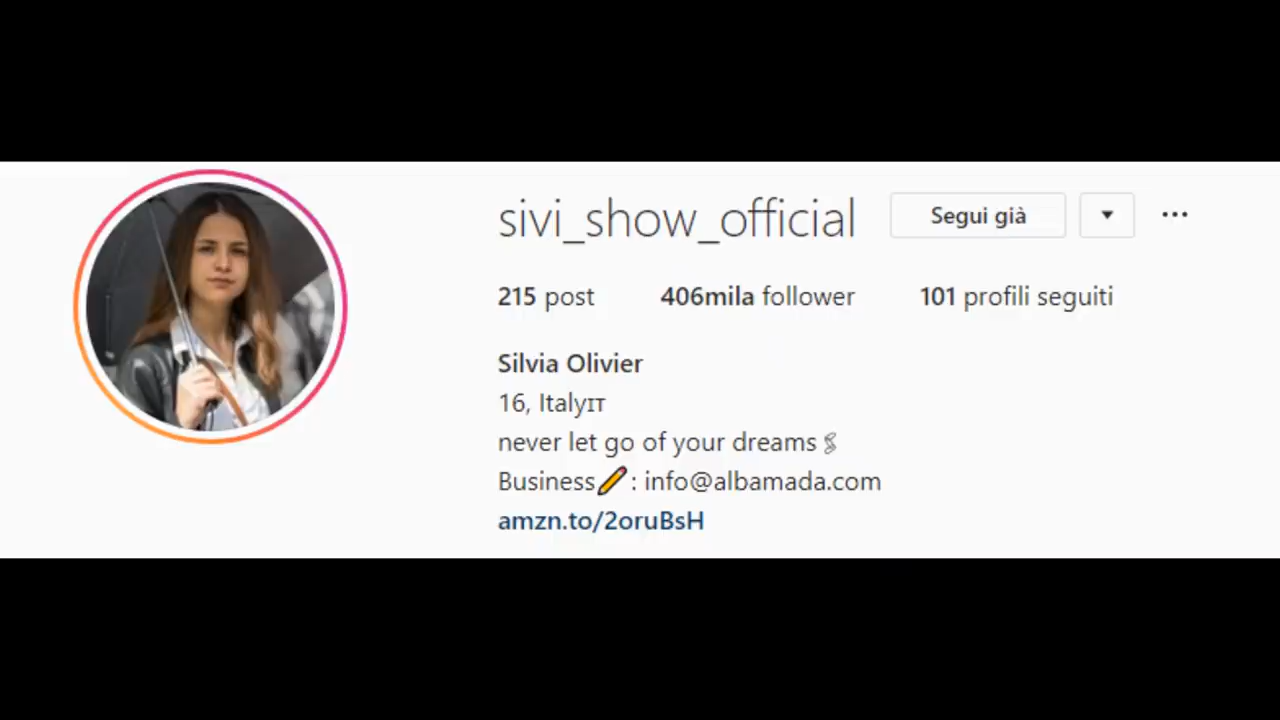 sivi_show_official Segui già
215 post 406mila follower 101 profili seguiti
Silvia Olivier
16, Italyɪᴛ
never let go of your dreams🖇
Business✏️: info@albamada.com
amzn.to/2oruBsH